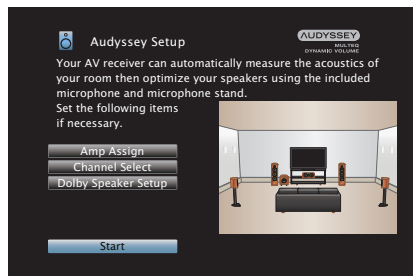 Audyssey Setup
AUDYSSEY
MULTEQ
DYNAMIC VOLUME
Your AV receiver can automatically measure the acoustics of
your room then optimize your speakers using the included
microphone and microphone stand.
Set the following items
if necessary.
Amp Assign
Channel Select
Dolby Speaker Setup
Start